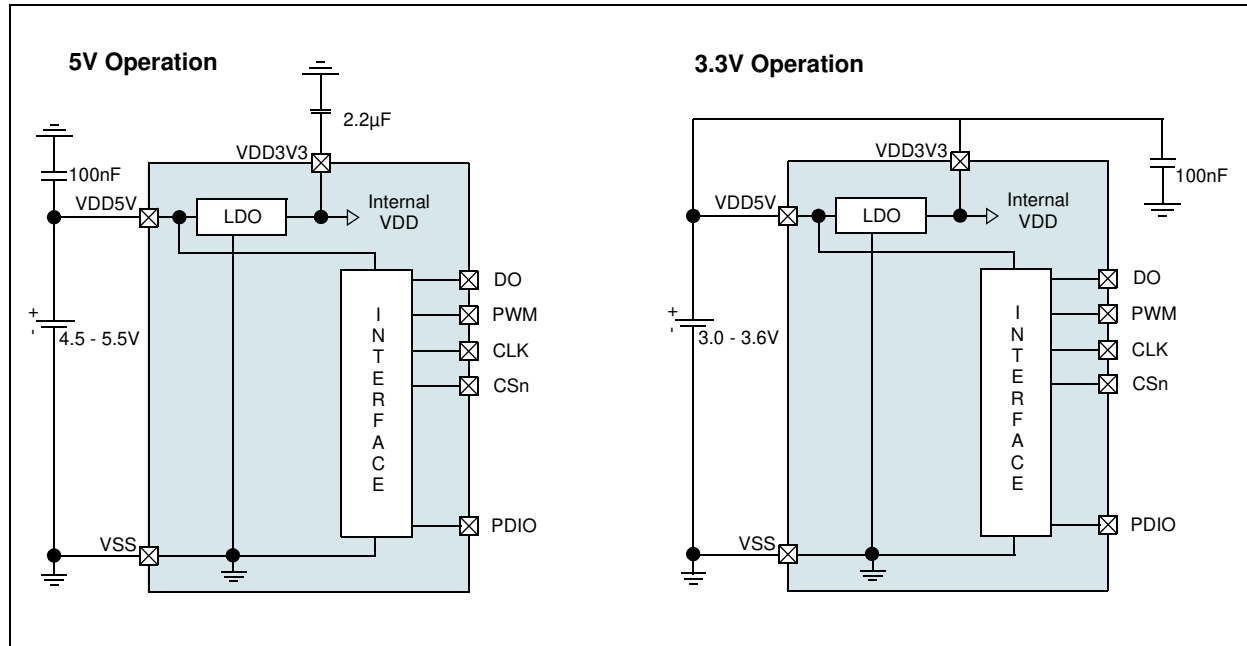 5V Operation
2.2µF
VDD3V3
100nF
VDD5V
LDO
Internal
VDD
DO
PWM
CLK
CSn
INTERFACE
+
-
4.5 - 5.5V
PDIO
VSS
3.3V Operation
VDD3V3
100nF
VDD5V
LDO
Internal
VDD
DO
PWM
CLK
CSn
INTERFACE
+
-
3.0 - 3.6V
PDIO
VSS